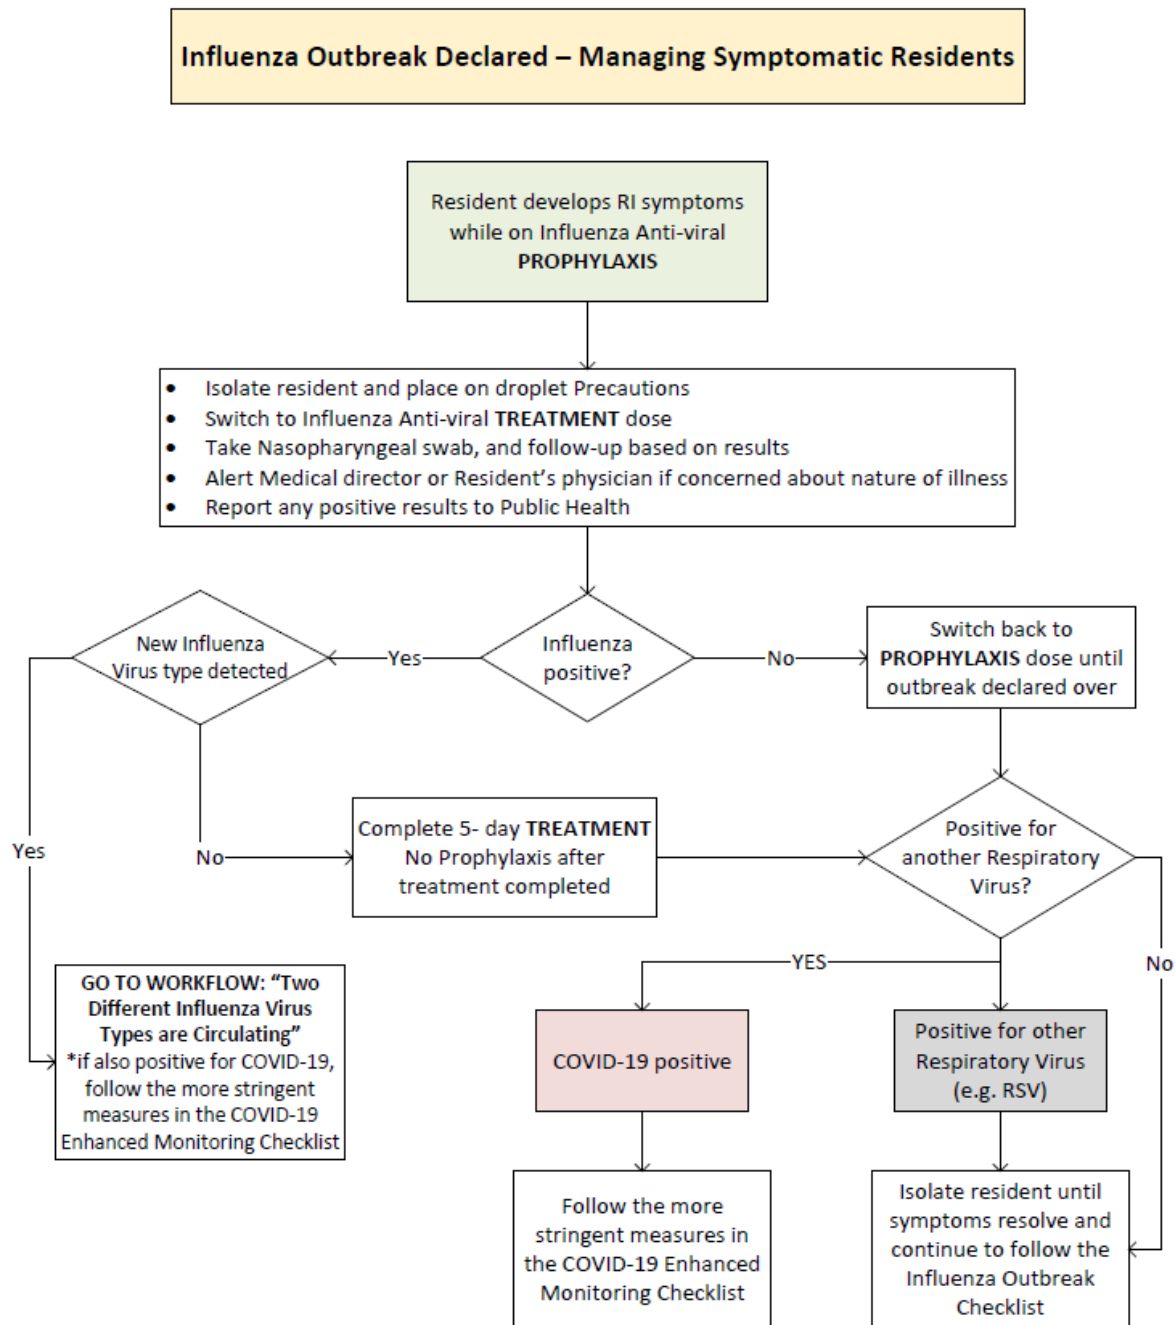 Influenza Outbreak Declared – Managing Symptomatic Residents
Resident develops RI symptoms
while on Influenza Anti-viral
PROPHYLAXIS
• Isolate resident and place on droplet Precautions
• Switch to Influenza Anti-viral TREATMENT dose
• Take Nasopharyngeal swab, and follow-up based on results
• Alert Medical director or Resident's physician if concerned about nature of illness
• Report any positive results to Public Health
New Influenza
Virus type detected
Yes
Influenza
positive?
No
Switch back to
PROPHYLAXIS dose until
outbreak declared over
Yes
No
Complete 5- day TREATMENT
No Prophylaxis after
treatment completed
Positive for
another Respiratory
Virus?
YES
No
GO TO WORKFLOW: “Two
Different Influenza Virus
Types are Circulating”
*if also positive for COVID-19,
follow the more stringent
measures in the COVID-19
Enhanced Monitoring Checklist
COVID-19 positive
Positive for other
Respiratory Virus
(e.g. RSV)
Follow the more
stringent measures in
the COVID-19 Enhanced
Monitoring Checklist
Isolate resident until
symptoms resolve and
continue to follow the
Influenza Outbreak
Checklist